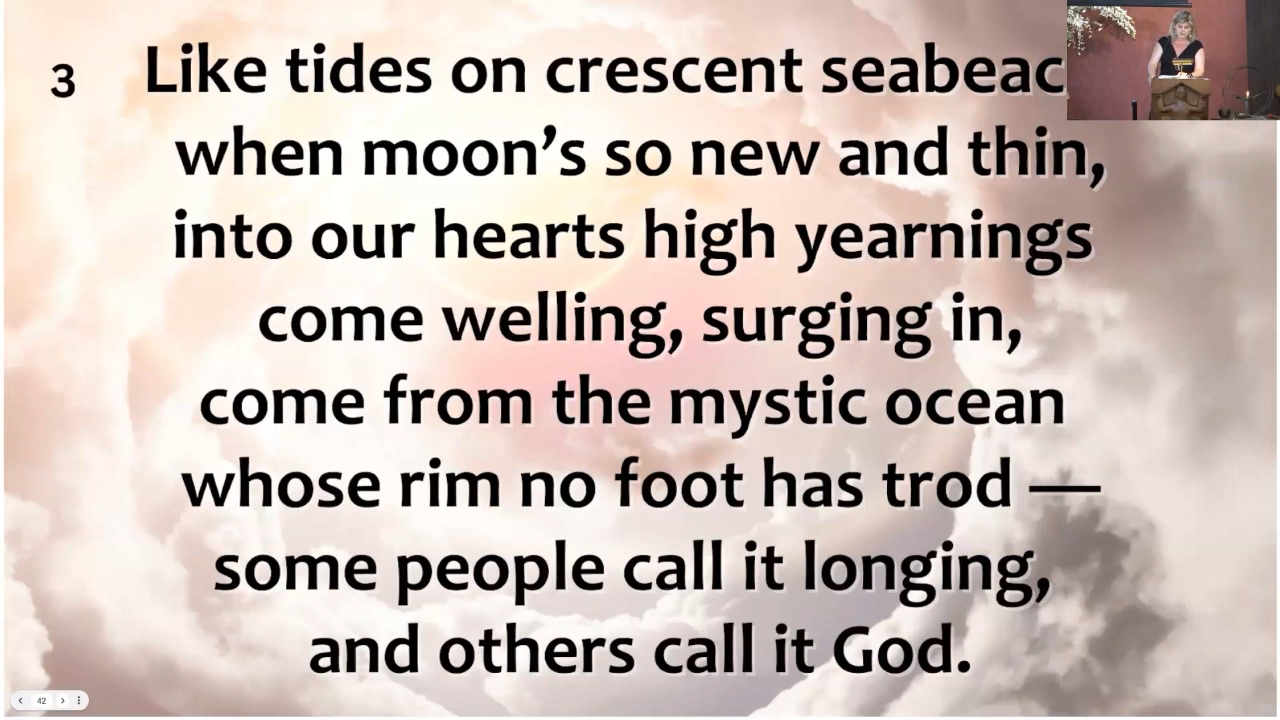 3 Like tides on crescent seabeac
when moon’s so new and thin,
into our hearts high yearnings
come welling, surging in,
come from the mystic ocean
whose rim no foot has trod —
some people call it longing,
and others call it God.
42